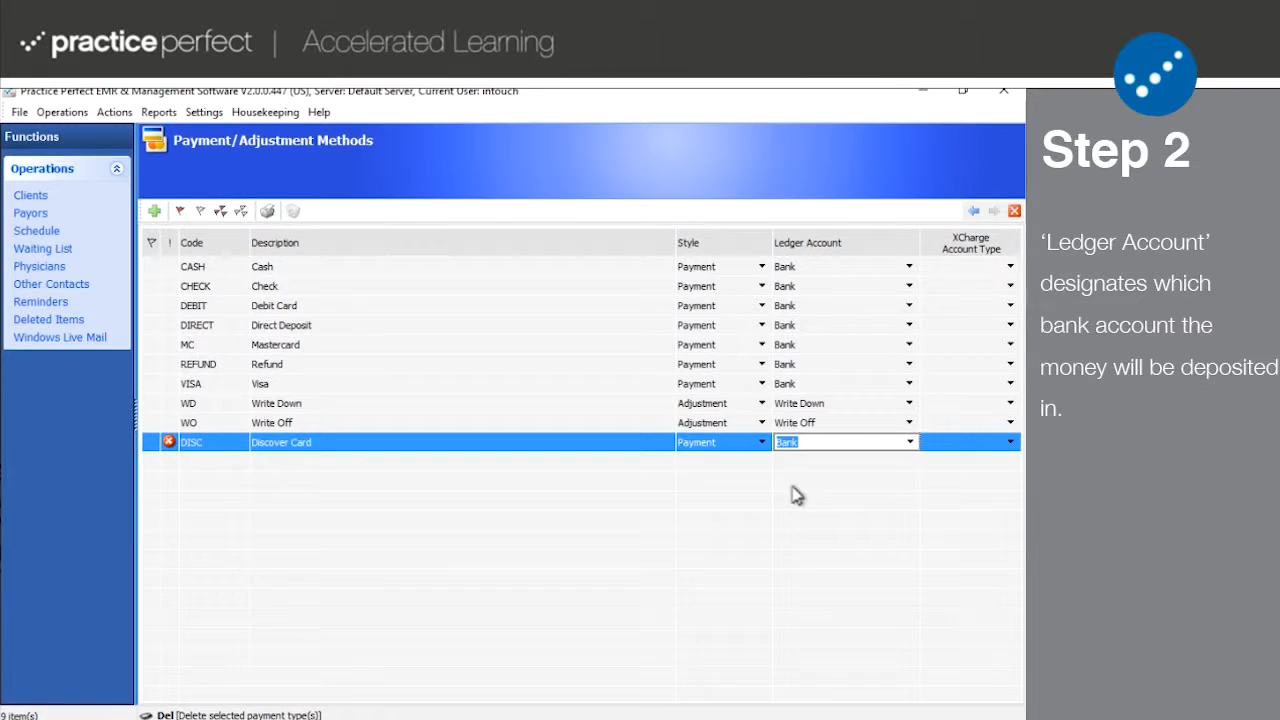 practiceperfect | Accelerated Learning
Practice Perfect EMR & Management Software V2.0.0.447 (US), Server: Default Server, Current User: intouch
File Operations Actions Reports Settings Housekeeping Help
Functions
Operations
Clients
Payors
Schedule
Waiting List
Physicians
Other Contacts
Reminders
Deleted Items
Windows Live Mail
Payment/Adjustment Methods
! Code Description Style Ledger Account XCharge Account Type
CASH Cash Payment Bank
CHECK Check Payment Bank
DEBIT Debit Card Payment Bank
DIRECT Direct Deposit Payment Bank
MC Mastercard Payment Bank
REFUND Refund Payment Bank
VISA Visa Payment Bank
WD Write Down Adjustment Write Down
WO Write Off Adjustment Write Off
DISC Discover Card Payment Bank
9 item(s) Del [Delete selected payment type(s)]
Step 2
‘Ledger Account’
designates which
bank account the
money will be deposited
in.